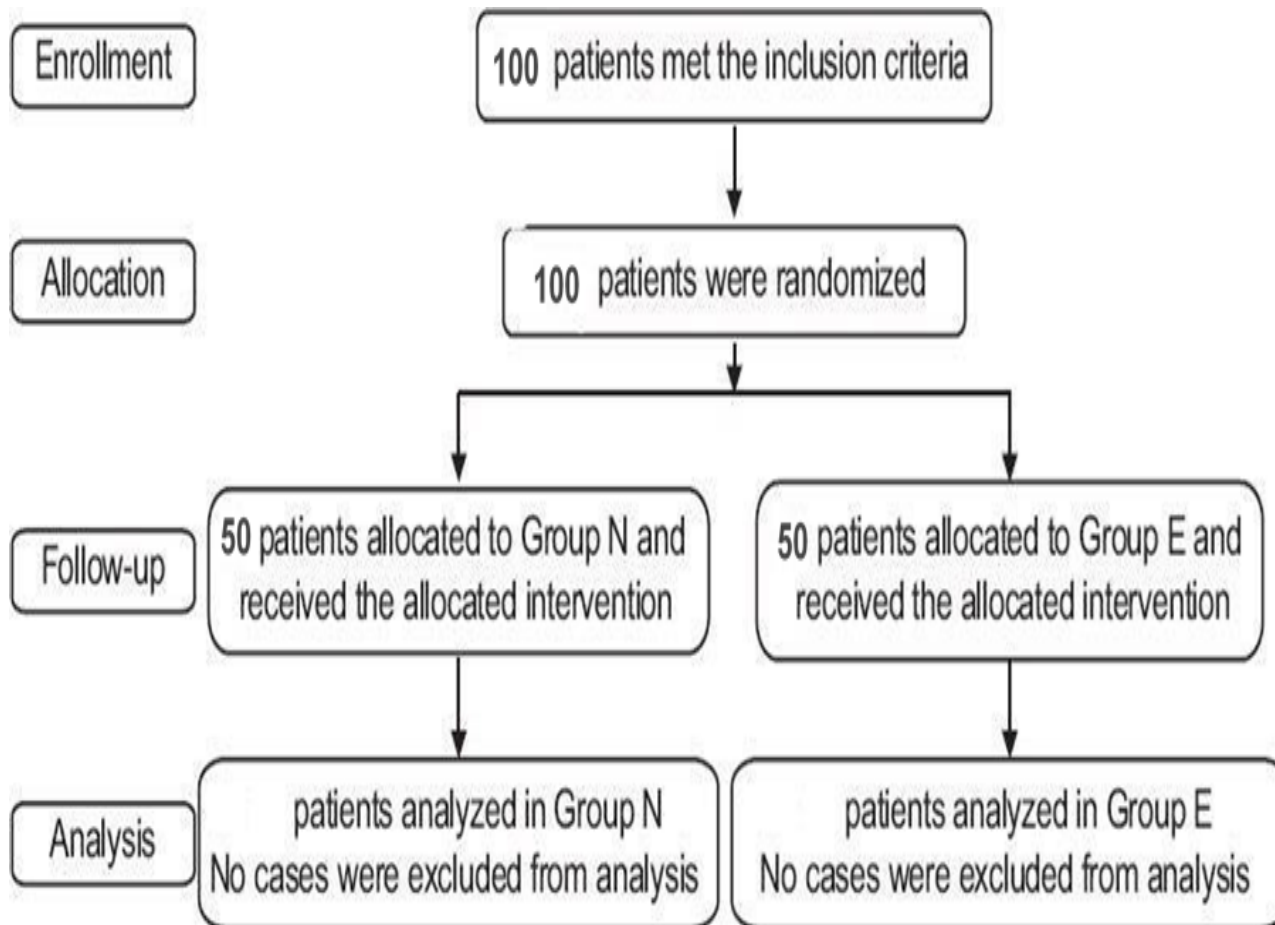 Enrollment
100 patients met the inclusion criteria
Allocation
100 patients were randomized
Follow-up
50 patients allocated to Group N and
received the allocated intervention
50 patients allocated to Group E and
received the allocated intervention
Analysis
patients analyzed in Group N
No cases were excluded from analysis
patients analyzed in Group E
No cases were excluded from analysis